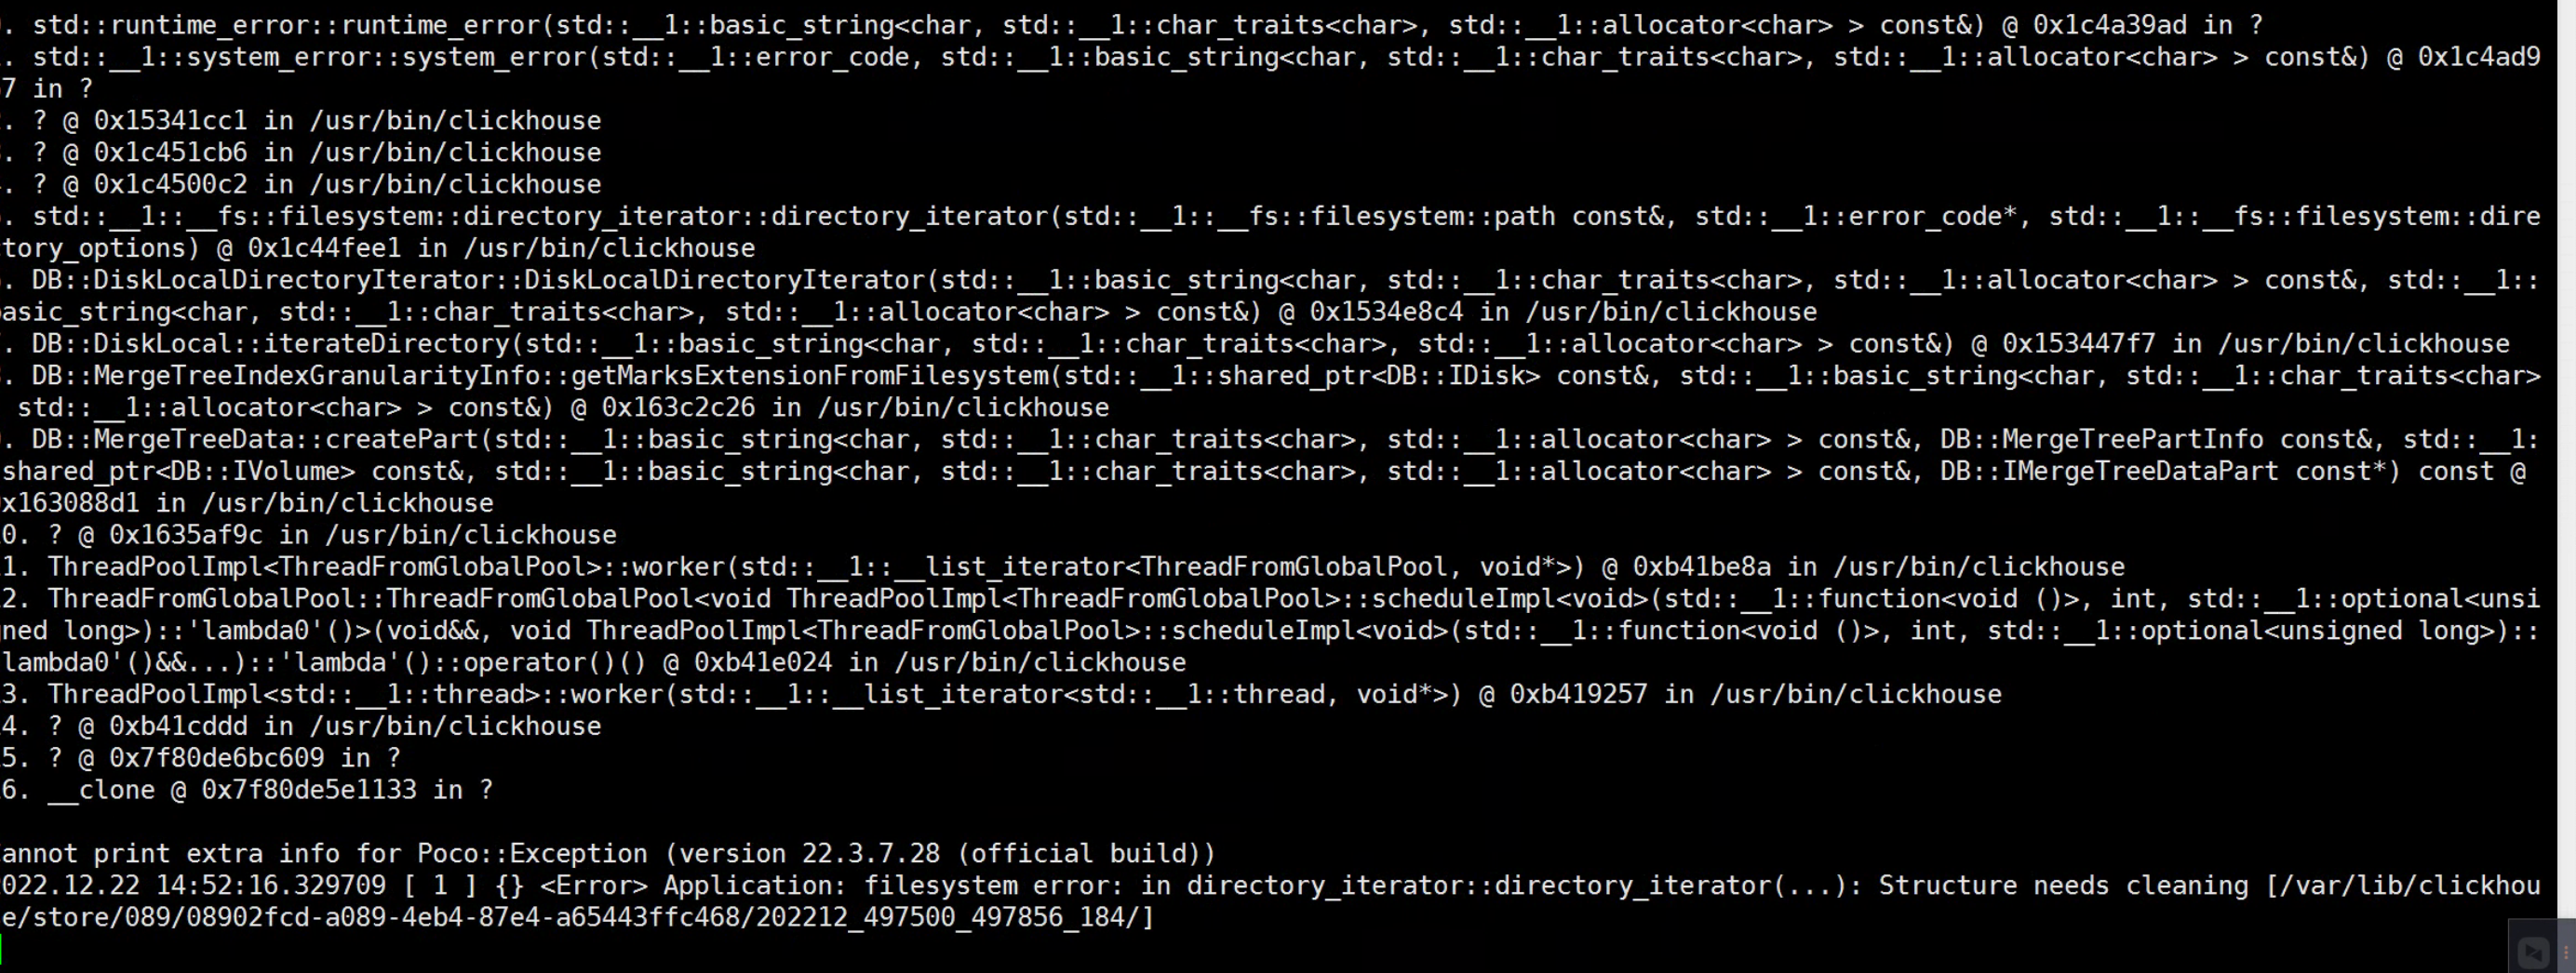 . std::runtime_error::runtime_error(std::__1::basic_string<char, std::__1::char_traits<char>, std::__1::allocator<char> > const&) @ 0x1c4a39ad in ?
. std::__1::system_error::system_error(std::__1::error_code, std::__1::basic_string<char, std::__1::char_traits<char>, std::__1::allocator<char> > const&) @ 0x1c4ad9
7 in ?
. ? @ 0x15341cc1 in /usr/bin/clickhouse
. ? @ 0x1c451cb6 in /usr/bin/clickhouse
. ? @ 0x1c4500c2 in /usr/bin/clickhouse
. std::__1::__fs::filesystem::directory_iterator::directory_iterator(std::__1::__fs::filesystem::path const&, std::__1::error_code*, std::__1::__fs::filesystem::dire
tory_options) @ 0x1c44fee1 in /usr/bin/clickhouse
. DB::DiskLocalDirectoryIterator::DiskLocalDirectoryIterator(std::__1::basic_string<char, std::__1::char_traits<char>, std::__1::allocator<char> > const&, std::__1::
asic_string<char, std::__1::char_traits<char>, std::__1::allocator<char> > const&) @ 0x1534e8c4 in /usr/bin/clickhouse
. DB::DiskLocal::iterateDirectory(std::__1::basic_string<char, std::__1::char_traits<char>, std::__1::allocator<char> > const&) @ 0x153447f7 in /usr/bin/clickhouse
. DB::MergeTreeIndexGranularityInfo::getMarksExtensionFromFilesystem(std::__1::shared_ptr<DB::IDisk> const&, std::__1::basic_string<char, std::__1::char_traits<char>
 std::__1::allocator<char> > const&) @ 0x163c2c26 in /usr/bin/clickhouse
. DB::MergeTreeData::createPart(std::__1::basic_string<char, std::__1::char_traits<char>, std::__1::allocator<char> > const&, DB::MergeTreePartInfo const&, std::__1:
shared_ptr<DB::IVolume> const&, std::__1::basic_string<char, std::__1::char_traits<char>, std::__1::allocator<char> > const&, DB::IMergeTreeDataPart const*) const @
x163088d1 in /usr/bin/clickhouse
0. ? @ 0x1635af9c in /usr/bin/clickhouse
1. ThreadPoolImpl<ThreadFromGlobalPool>::worker(std::__1::__list_iterator<ThreadFromGlobalPool, void*>) @ 0xb41be8a in /usr/bin/clickhouse
2. ThreadFromGlobalPool::ThreadFromGlobalPool<void ThreadPoolImpl<ThreadFromGlobalPool>::scheduleImpl<void>(std::__1::function<void ()>, int, std::__1::optional<unsi
ned long>)::'lambda0'()>(void&&, void ThreadPoolImpl<ThreadFromGlobalPool>::scheduleImpl<void>(std::__1::function<void ()>, int, std::__1::optional<unsigned long>)::
lambda0'()&&...)::'lambda'()::operator()() @ 0xb41e024 in /usr/bin/clickhouse
3. ThreadPoolImpl<std::__1::thread>::worker(std::__1::__list_iterator<std::__1::thread, void*>) @ 0xb419257 in /usr/bin/clickhouse
4. ? @ 0xb41cddd in /usr/bin/clickhouse
5. ? @ 0x7f80de6bc609 in ?
6. __clone @ 0x7f80de5e1133 in ?
annot print extra info for Poco::Exception (version 22.3.7.28 (official build))
022.12.22 14:52:16.329709 [ 1 ] {} <Error> Application: filesystem error: in directory_iterator::directory_iterator(...): Structure needs cleaning [/var/lib/clickhou
e/store/089/08902fcd-a089-4eb4-87e4-a65443ffc468/202212_497500_497856_184/]